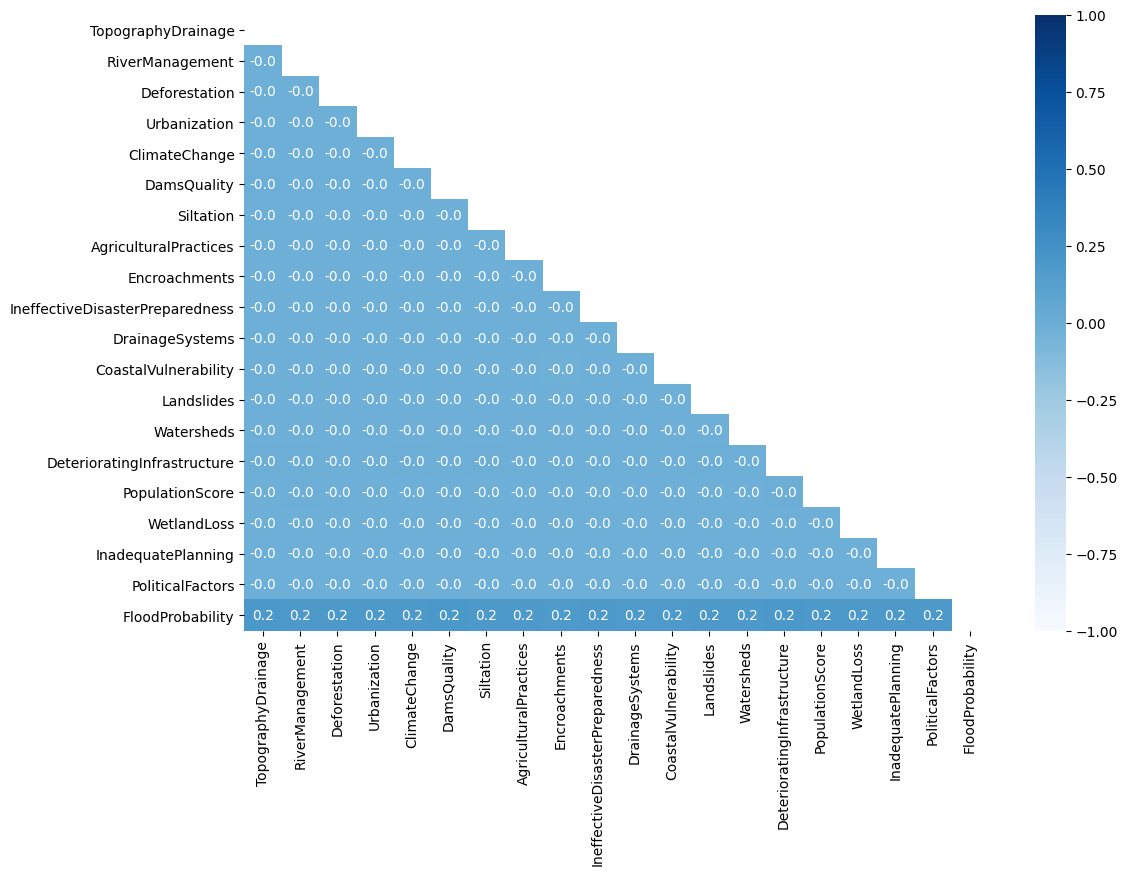 TopographyDrainage
RiverManagement -0.0
Deforestation -0.0 -0.0
Urbanization -0.0 -0.0 -0.0
ClimateChange -0.0 -0.0 -0.0 -0.0
DamsQuality -0.0 -0.0 -0.0 -0.0 -0.0
Siltation -0.0 -0.0 -0.0 -0.0 -0.0 -0.0
AgriculturalPractices -0.0 -0.0 -0.0 -0.0 -0.0 -0.0 -0.0
Encroachments -0.0 -0.0 -0.0 -0.0 -0.0 -0.0 -0.0 -0.0
IneffectiveDisasterPreparedness -0.0 -0.0 -0.0 -0.0 -0.0 -0.0 -0.0 -0.0 -0.0
DrainageSystems -0.0 -0.0 -0.0 -0.0 -0.0 -0.0 -0.0 -0.0 -0.0 -0.0
CoastalVulnerability -0.0 -0.0 -0.0 -0.0 -0.0 -0.0 -0.0 -0.0 -0.0 -0.0 -0.0
Landslides -0.0 -0.0 -0.0 -0.0 -0.0 -0.0 -0.0 -0.0 -0.0 -0.0 -0.0 -0.0
Watersheds -0.0 -0.0 -0.0 -0.0 -0.0 -0.0 -0.0 -0.0 -0.0 -0.0 -0.0 -0.0 -0.0
DeterioratingInfrastructure -0.0 -0.0 -0.0 -0.0 -0.0 -0.0 -0.0 -0.0 -0.0 -0.0 -0.0 -0.0 -0.0 -0.0
PopulationScore -0.0 -0.0 -0.0 -0.0 -0.0 -0.0 -0.0 -0.0 -0.0 -0.0 -0.0 -0.0 -0.0 -0.0 -0.0
WetlandLoss -0.0 -0.0 -0.0 -0.0 -0.0 -0.0 -0.0 -0.0 -0.0 -0.0 -0.0 -0.0 -0.0 -0.0 -0.0 -0.0
InadequatePlanning -0.0 -0.0 -0.0 -0.0 -0.0 -0.0 -0.0 -0.0 -0.0 -0.0 -0.0 -0.0 -0.0 -0.0 -0.0 -0.0 -0.0
PoliticalFactors -0.0 -0.0 -0.0 -0.0 -0.0 -0.0 -0.0 -0.0 -0.0 -0.0 -0.0 -0.0 -0.0 -0.0 -0.0 -0.0 -0.0 -0.0
FloodProbability 0.2 0.2 0.2 0.2 0.2 0.2 0.2 0.2 0.2 0.2 0.2 0.2 0.2 0.2 0.2 0.2 0.2 0.2 0.2
TopographyDrainage
RiverManagement
Deforestation
Urbanization
ClimateChange
DamsQuality
Siltation
AgriculturalPractices
Encroachments
IneffectiveDisasterPreparedness
DrainageSystems
CoastalVulnerability
Landslides
Watersheds
DeterioratingInfrastructure
PopulationScore
WetlandLoss
InadequatePlanning
PoliticalFactors
FloodProbability
1.00
0.75
0.50
0.25
0.00
−0.25
−0.50
−0.75
−1.00